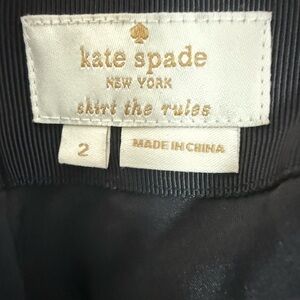 kate spade
NEW YORK
skirt the rules
2
MADE IN CHINA